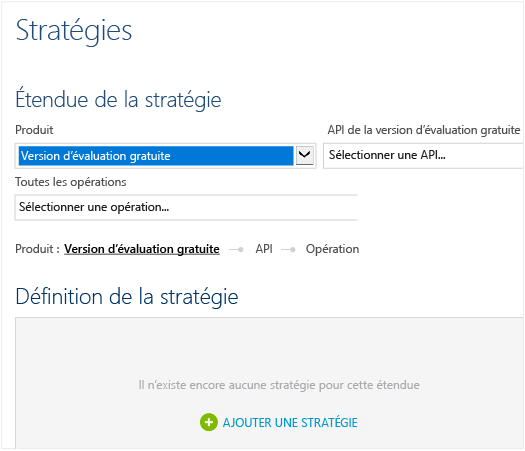 Stratégies
Étendue de la stratégie
Produit
API de la version d'évaluation gratuite
Version d'évaluation gratuite
Sélectionner une API...
Toutes les opérations
Sélectionner une opération...
Produit : Version d'évaluation gratuite API Opération
Définition de la stratégie
Il n'existe encore aucune stratégie pour cette étendue
AJOUTER UNE STRATÉGIE